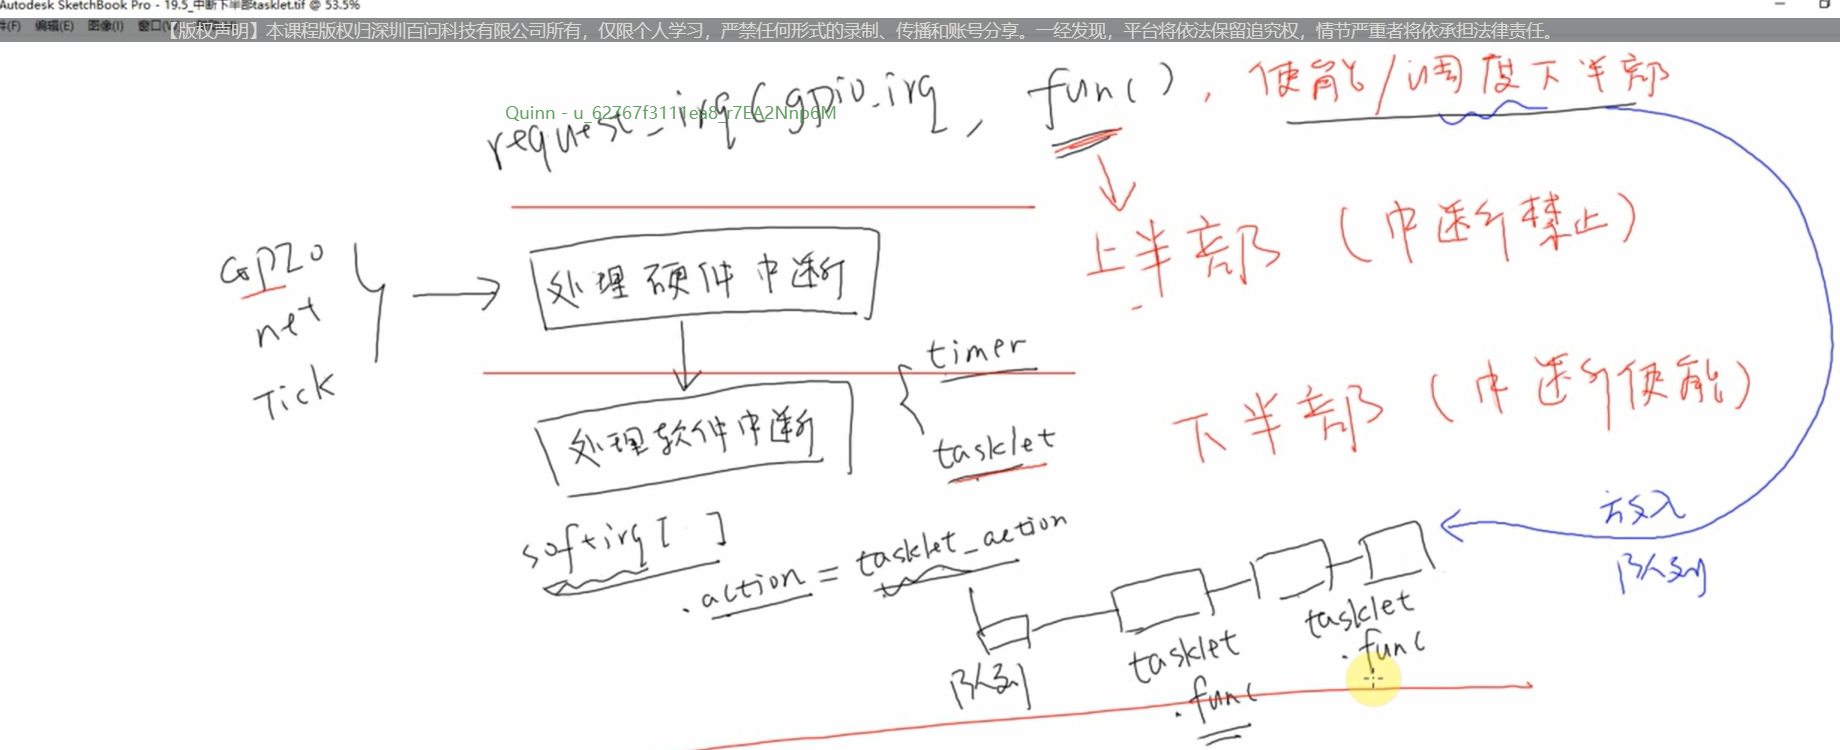 Autodesk SketchBook Pro - 19.5_中断下半部tasklet.tif @ 53.5%
件(F) 编辑(E) 图像(I) 窗口(W)
【版权声明】本课程版权归深圳百问科技有限公司所有，仅限个人学习，严禁任何形式的录制、传播和账号分享。一经发现，平台将依法保留追究权，情节严重者将依承担法律责任。
request_irq(gpio_irq, func(), 使能/调度下半部
Quinn - u_62767f3111ea8_r7EA2Nnp6M
上半部 (中断禁止)
GPIO
net
Tick
处理硬件中断
timer
tasklet
下半部 (中断使能)
处理软件中断
softirq[ ]
.action = tasklet_action
放入
队列
队列
tasklet
.func
tasklet
.func